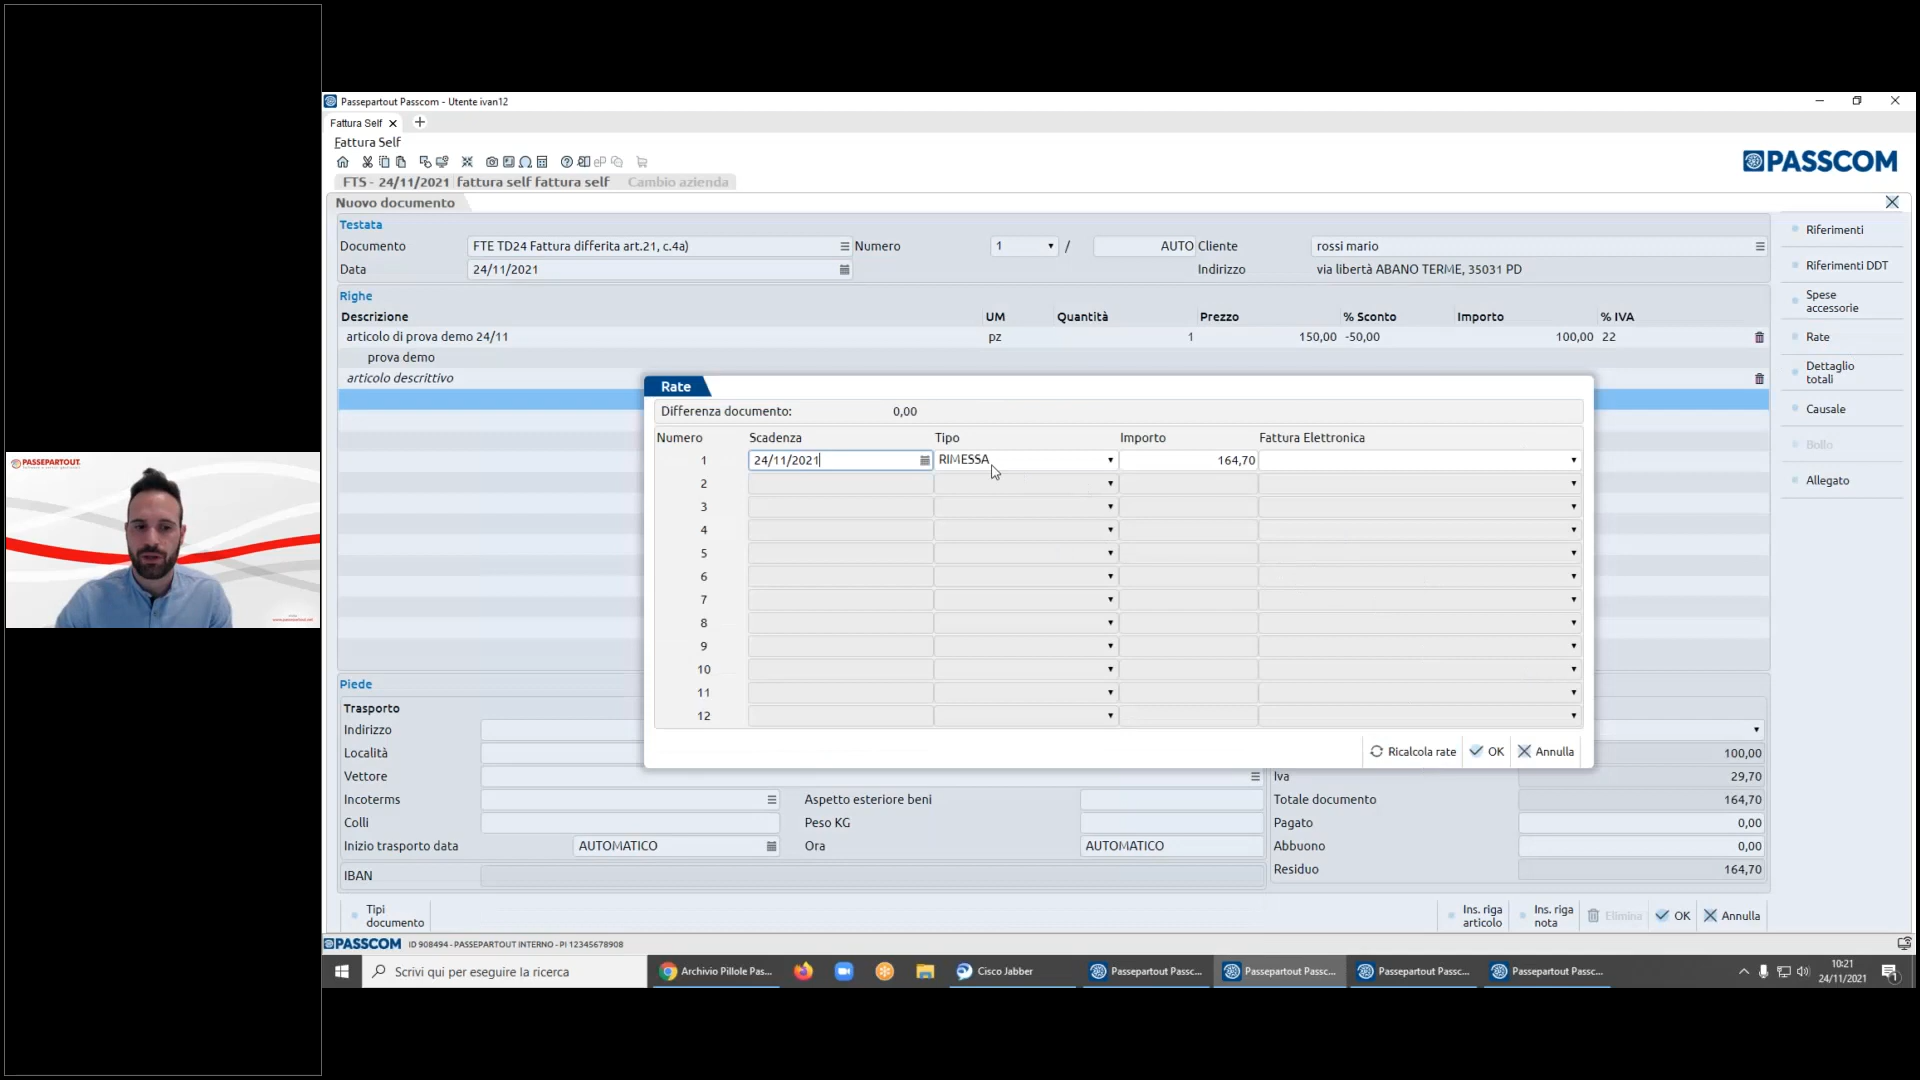 Passepartout Passcom - Utente ivan12
Fattura Self
Fattura Self
PASSCOM
FTS - 24/11/2021 fattura self fattura self Cambio azienda
Nuovo documento
Testata
Documento FTE TD24 Fattura differita art.21, c.4a) Numero 1 / AUTO Cliente rossi mario
Data 24/11/2021 Indirizzo via libertà ABANO TERME, 35031 PD
Righe
Descrizione UM Quantità Prezzo % Sconto Importo % IVA
articolo di prova demo 24/11 pz 1 150,00 -50,00 100,00 22
prova demo
articolo descrittivo
Riferimenti
Riferimenti DDT
Spese accessorie
Rate
Dettaglio totali
Causale
Bollo
Allegato
Rate
Differenza documento: 0,00
Numero Scadenza Tipo Importo Fattura Elettronica
1 24/11/2021 RIMESSA 164,70
2
3
4
5
6
7
8
9
10
11
12
Ricalcola rate OK Annulla
PASSEPARTOUT
Piede
Trasporto
Indirizzo
Località 100,00
Vettore Iva 29,70
Incoterms Aspetto esteriore beni Totale documento 164,70
Colli Peso KG Pagato 0,00
Inizio trasporto data AUTOMATICO Ora AUTOMATICO Abbuono 0,00
IBAN Residuo 164,70
Tipi documento Ins. riga articolo Ins. riga nota Elimina OK Annulla
PASSCOM ID 908494 - PASSEPARTOUT INTERNO - PI 12345678908
Scrivi qui per eseguire la ricerca Archivio Pillole Pas... Cisco Jabber Passepartout Passc... Passepartout Passc... Passepartout Passc... Passepartout Passc... 10:21
24/11/2021
1